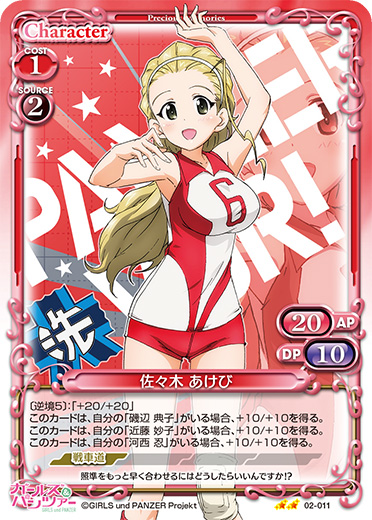 Precious Memories
Character
COST
1
SOURCE
2
PANZER
VOR!
6
洗
20 AP
DP 10
佐々木 あけび
[逆境5]:「+20/+20」
このカードは、自分の「磯辺 典子」がいる場合、+10/+10を得る。
このカードは、自分の「近藤 妙子」がいる場合、+10/+10を得る。
このカードは、自分の「河西 忍」がいる場合、+10/+10を得る。
戦車道
照準をもっと早く合わせるにはどうしたらいいんですか!?
ガールズ&パンツァー
GIRLS und PANZER
©GIRLS und PANZER Projekt
02-011